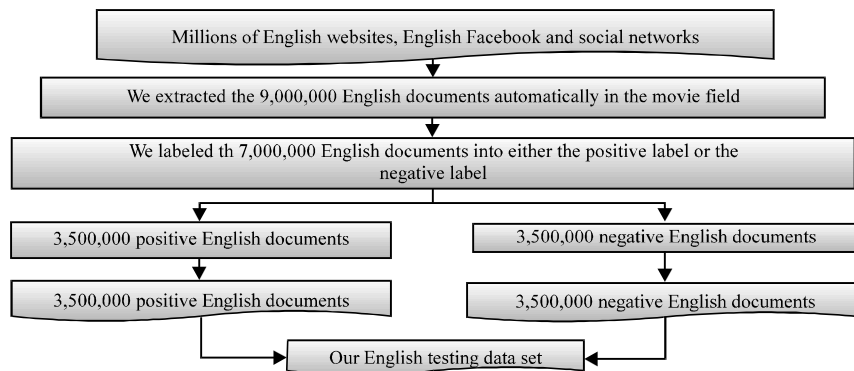 Millions of English websites, English Facebook and social networks
We extracted the 9,000,000 English documents automatically in the movie field
We labeled th 7,000,000 English documents into either the positive label or the
negative label
3,500,000 positive English documents
3,500,000 negative English documents
3,500,000 positive English documents
3,500,000 negative English documents
Our English testing data set